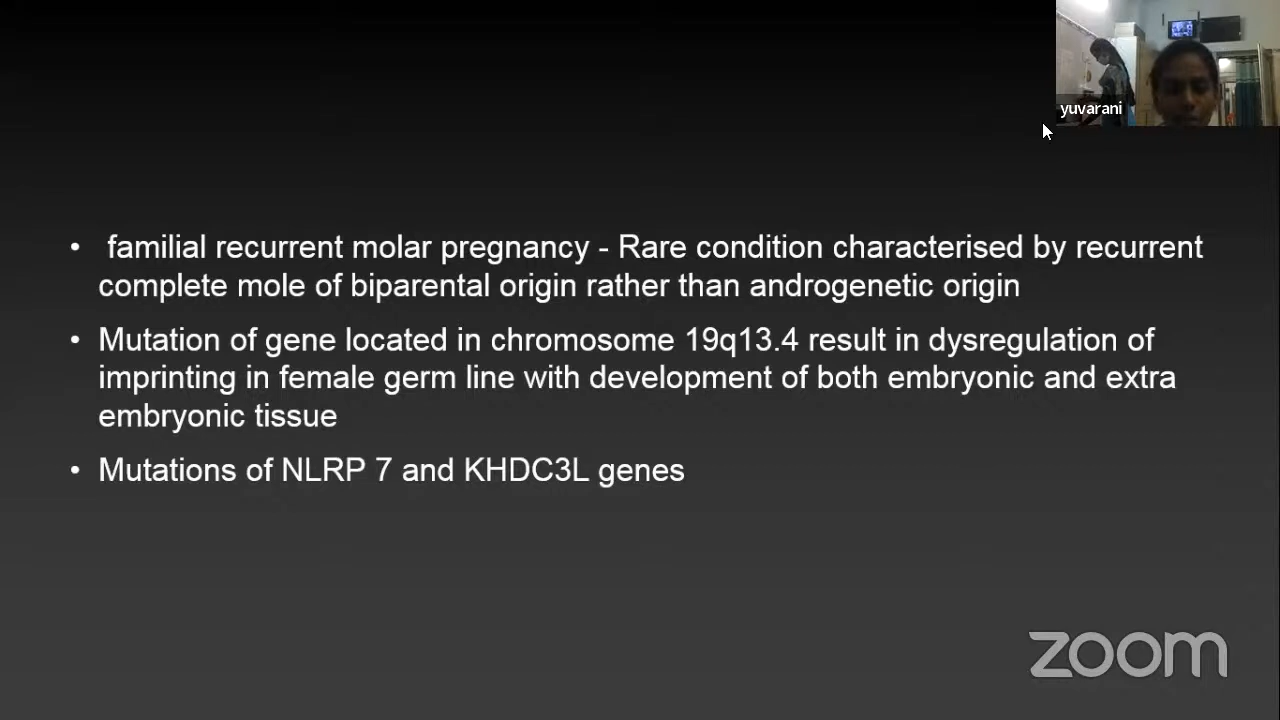 yuvarani
• familial recurrent molar pregnancy - Rare condition characterised by recurrent
complete mole of biparental origin rather than androgenetic origin
• Mutation of gene located in chromosome 19q13.4 result in dysregulation of
imprinting in female germ line with development of both embryonic and extra
embryonic tissue
• Mutations of NLRP 7 and KHDC3L genes
zoom